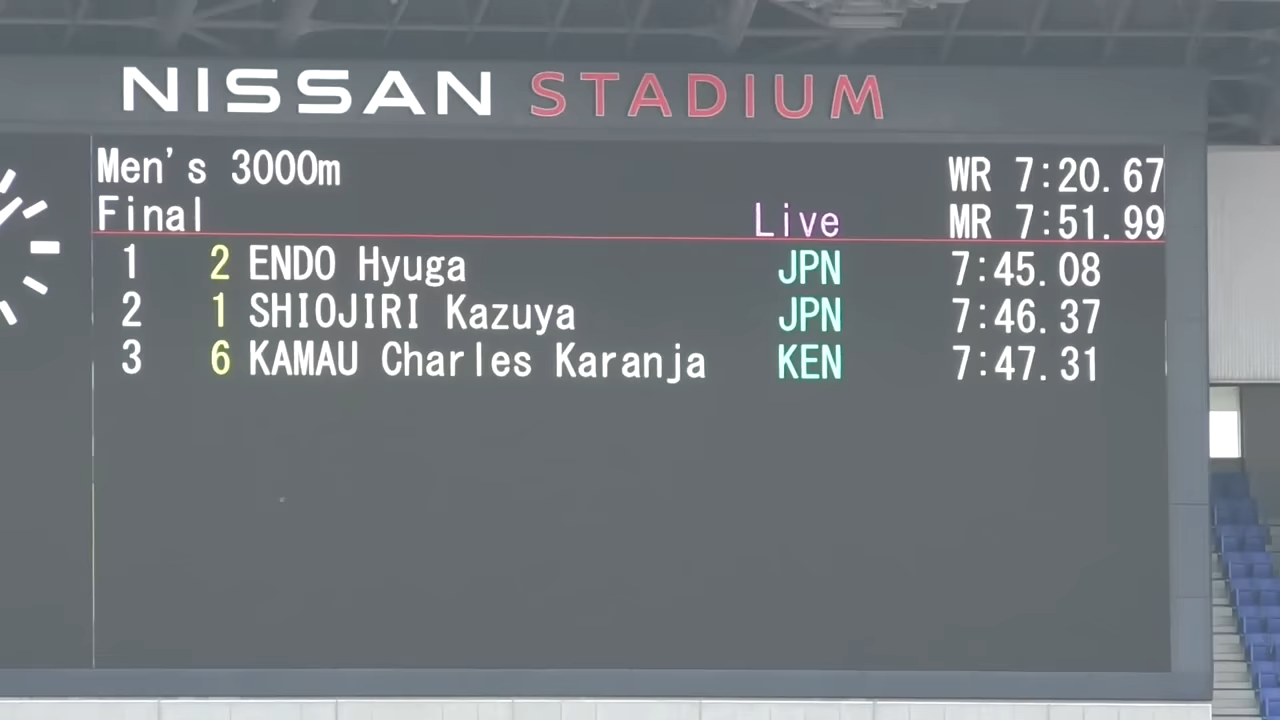 NISSAN STADIUM
Men's 3000m WR 7:20.67
Final Live MR 7:51.99
1 2 ENDO Hyuga JPN 7:45.08
2 1 SHIOJIRI Kazuya JPN 7:46.37
3 6 KAMAU Charles Karanja KEN 7:47.31